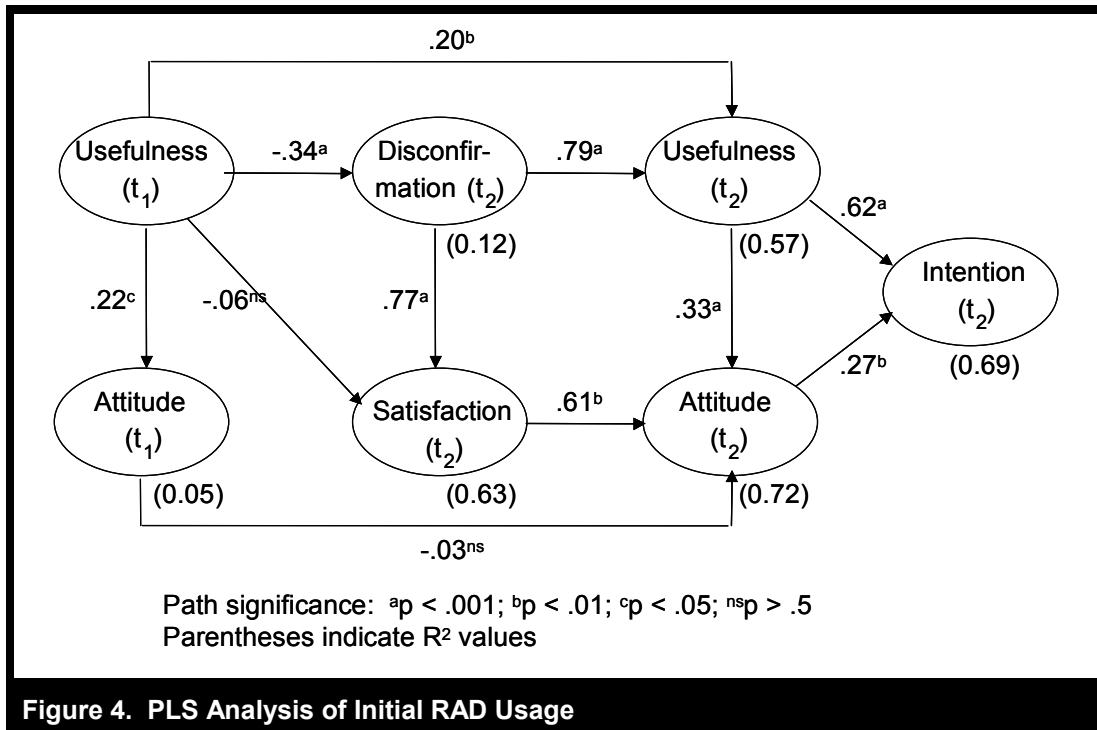 .20ᵇ
Usefulness
(t₁)
-.34ᵃ
Disconfir-
mation (t₂)
.79ᵃ
Usefulness
(t₂)
(0.12)
(0.57)
.62ᵃ
Intention
(t₂)
(0.69)
.22ᶜ
-.06ⁿˢ
.77ᵃ
.33ᵃ
.27ᵇ
Attitude
(t₁)
Satisfaction
(t₂)
.61ᵇ
Attitude
(t₂)
(0.05)
(0.63)
(0.72)
-.03ⁿˢ
Path significance: ᵃp < .001; ᵇp < .01; ᶜp < .05; ⁿˢp > .5
Parentheses indicate R² values
Figure 4. PLS Analysis of Initial RAD Usage